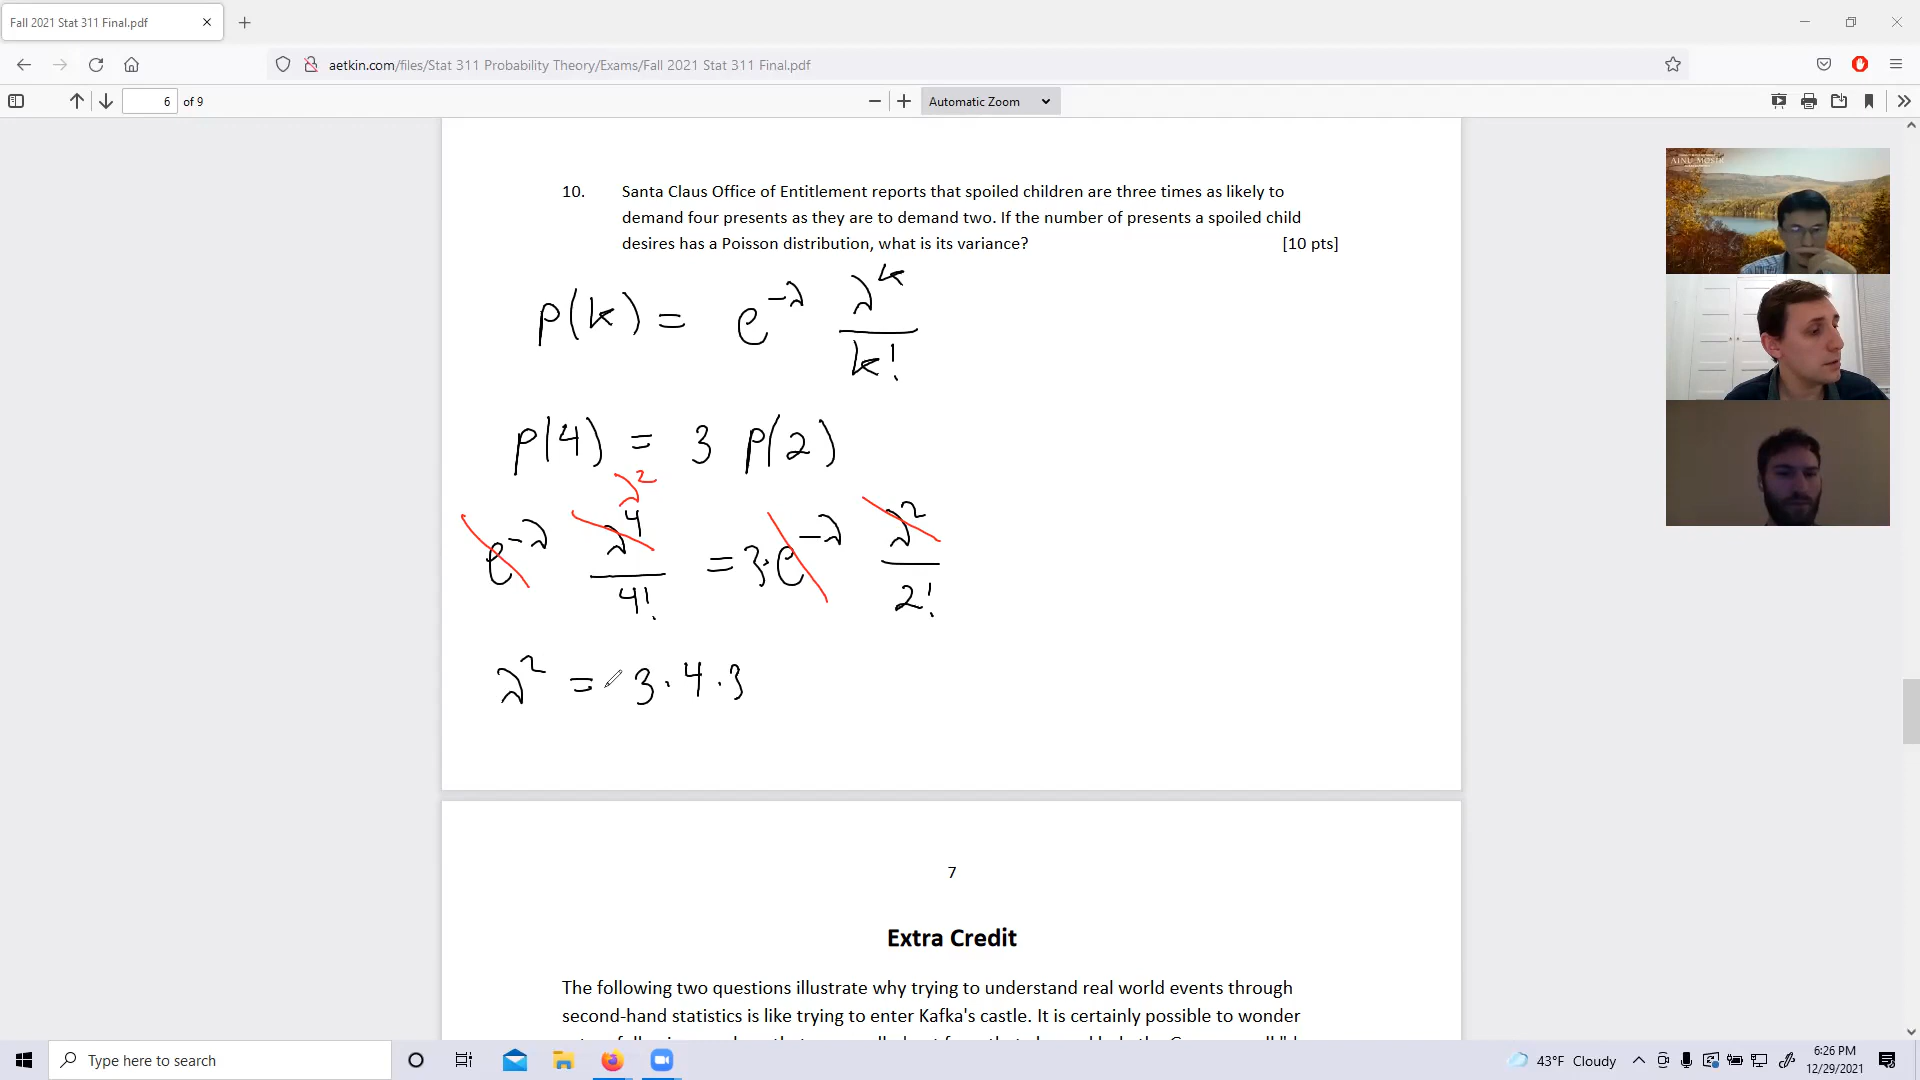 Fall 2021 Stat 311 Final.pdf
aetkin.com/files/Stat 311 Probability Theory/Exams/Fall 2021 Stat 311 Final.pdf
6 of 9
Automatic Zoom
10. Santa Claus Office of Entitlement reports that spoiled children are three times as likely to
demand four presents as they are to demand two. If the number of presents a spoiled child
desires has a Poisson distribution, what is its variance? [10 pts]
P(k) = e^{-λ} λ^k / k!
P(4) = 3 P(2)
λ^2
e^{-λ} λ^4 / 4! = 3·e^{-λ} λ^2 / 2!
λ^2 = 3·4·3
7
Extra Credit
The following two questions illustrate why trying to understand real world events through
second-hand statistics is like trying to enter Kafka's castle. It is certainly possible to wonder
Type here to search
43°F Cloudy
6:26 PM
12/29/2021